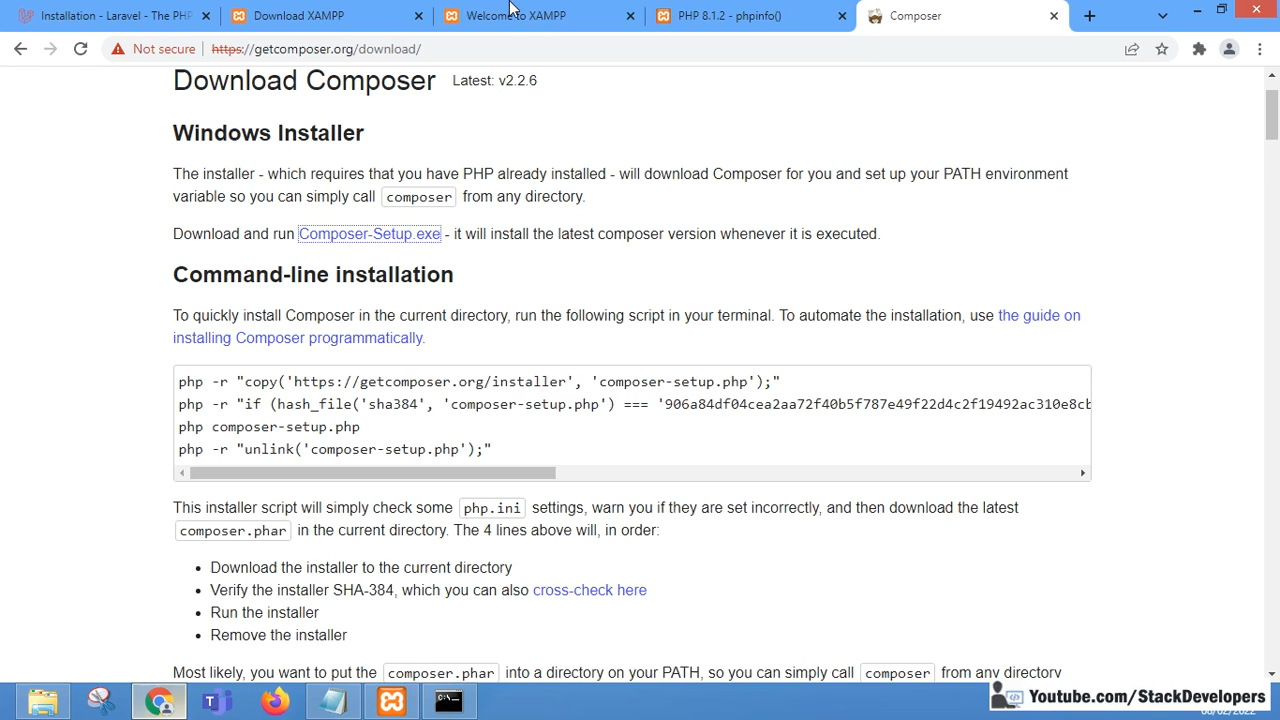 Installation - Laravel - The PHP
Download XAMPP
Welcome to XAMPP
PHP 8.1.2 - phpinfo()
Composer
Not secure
https://getcomposer.org/download/
Download Composer Latest: v2.2.6
Windows Installer
The installer - which requires that you have PHP already installed - will download Composer for you and set up your PATH environment
variable so you can simply call composer from any directory.
Download and run Composer-Setup.exe - it will install the latest composer version whenever it is executed.
Command-line installation
To quickly install Composer in the current directory, run the following script in your terminal. To automate the installation, use the guide on
installing Composer programmatically.
php -r "copy('https://getcomposer.org/installer', 'composer-setup.php');"
php -r "if (hash_file('sha384', 'composer-setup.php') === '906a84df04cea2aa72f40b5f787e49f22d4c2f19492ac310e8cb
php composer-setup.php
php -r "unlink('composer-setup.php');"
This installer script will simply check some php.ini settings, warn you if they are set incorrectly, and then download the latest
composer.phar in the current directory. The 4 lines above will, in order:
• Download the installer to the current directory
• Verify the installer SHA-384, which you can also cross-check here
• Run the installer
• Remove the installer
Most likely, you want to put the composer.phar into a directory on your PATH, so you can simply call composer from any directory
Youtube.com/StackDevelopers